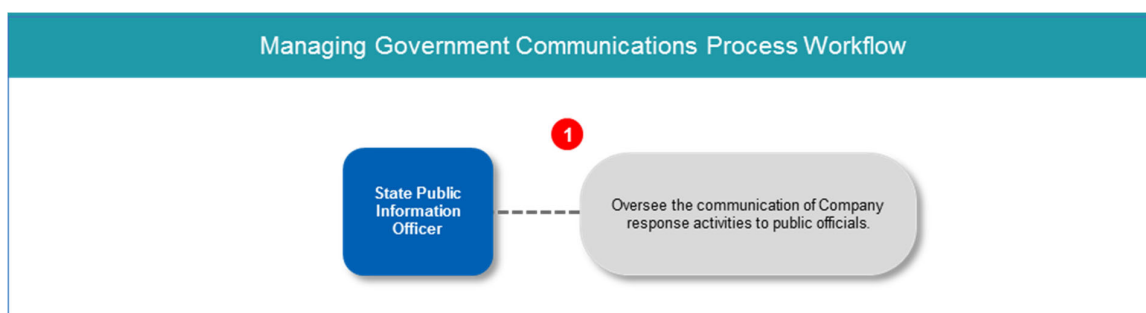 Managing Government Communications Process Workflow
1
State Public
Information
Officer
Oversee the communication of Company
response activities to public officials.